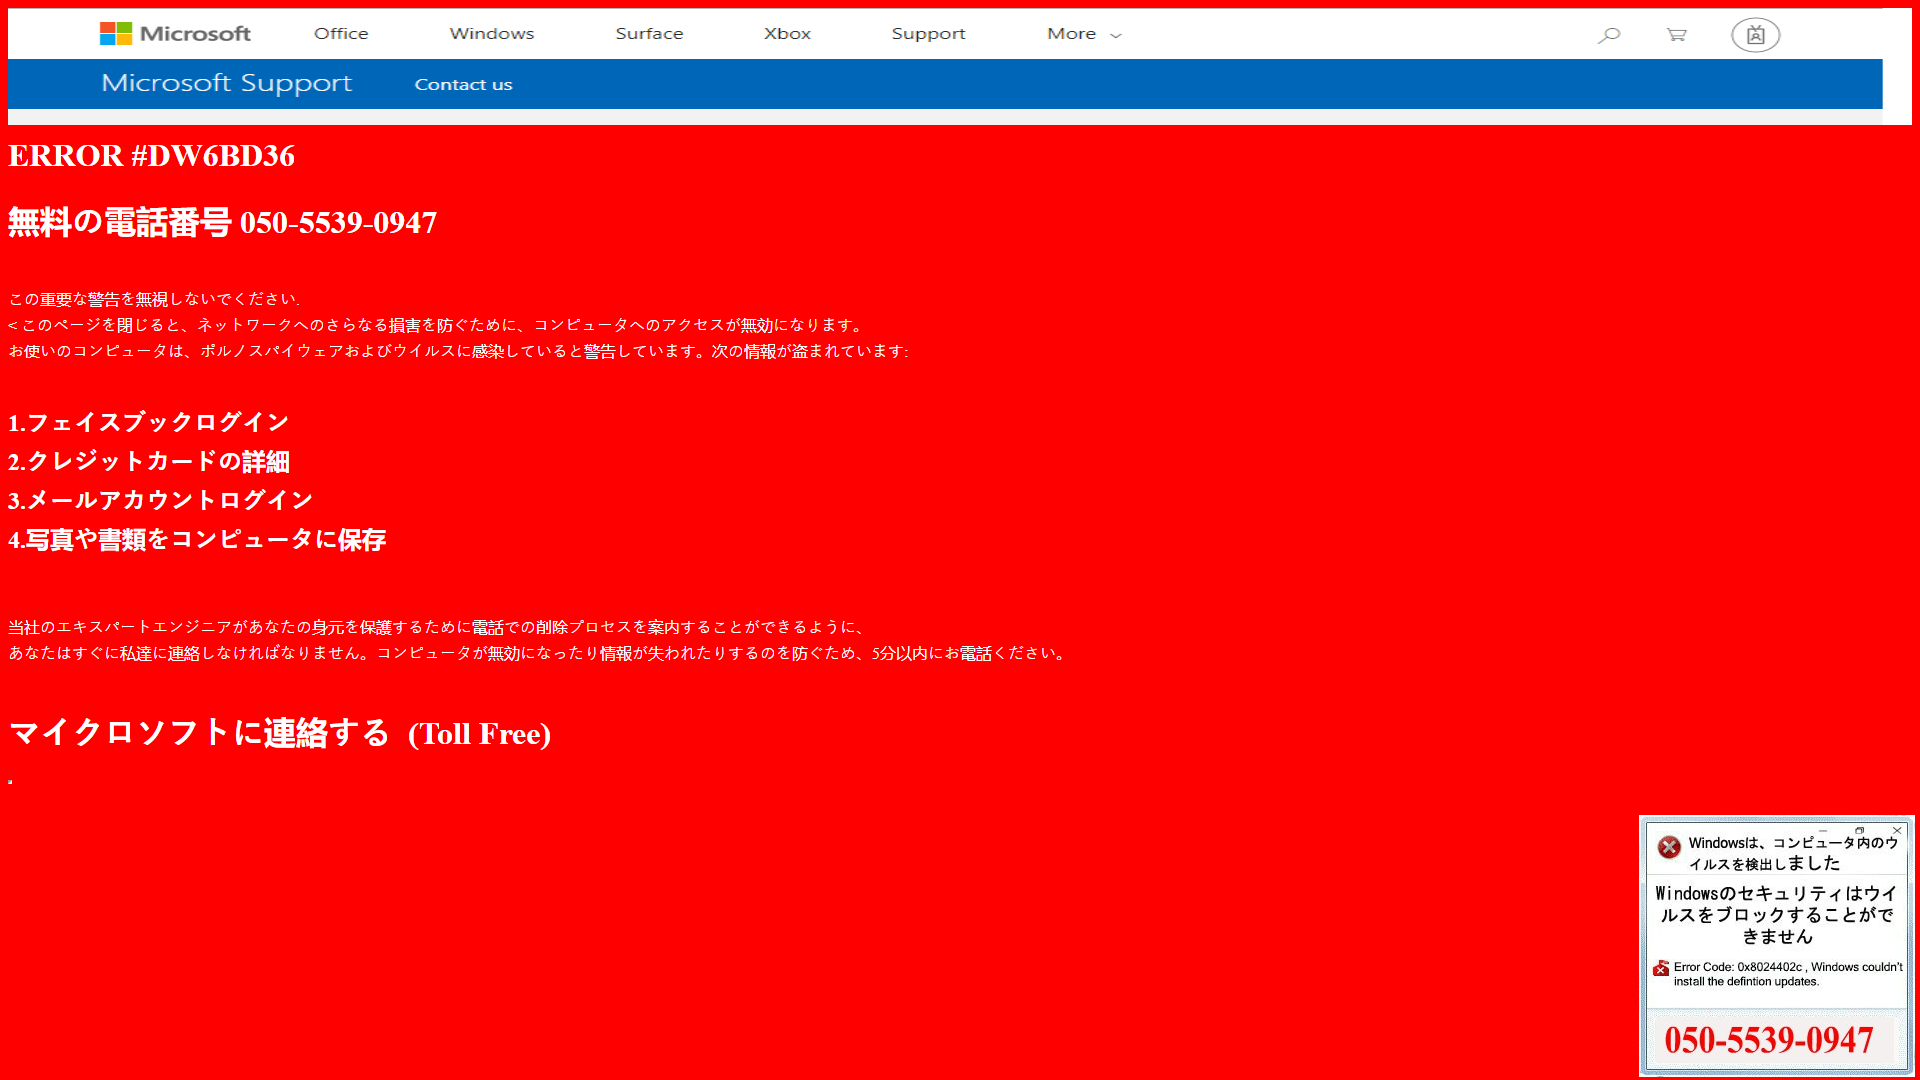 Microsoft Office Windows Surface Xbox Support More
Microsoft Support Contact us
ERROR #DW6BD36
無料の電話番号 050-5539-0947
この重要な警告を無視しないでください.
< このページを閉じると、ネットワークへのさらなる損害を防ぐために、コンピュータへのアクセスが無効になります。
お使いのコンピュータは、ポルノスパイウェアおよびウイルスに感染していると警告しています。次の情報が盗まれています:
1.フェイスブックログイン
2.クレジットカードの詳細
3.メールアカウントログイン
4.写真や書類をコンピュータに保存
当社のエキスパートエンジニアがあなたの身元を保護するために電話での削除プロセスを案内することができるように、
あなたはすぐに私達に連絡しなければなりません。コンピュータが無効になったり情報が失われたりするのを防ぐため、5分以内にお電話ください。
マイクロソフトに連絡する (Toll Free)
Windowsは、コンピュータ内のウ
イルスを検出しました
Windowsのセキュリティはウイ
ルスをブロックすることがで
きません
Error Code: 0x8024402c , Windows couldn't
install the defintion updates.
050-5539-0947